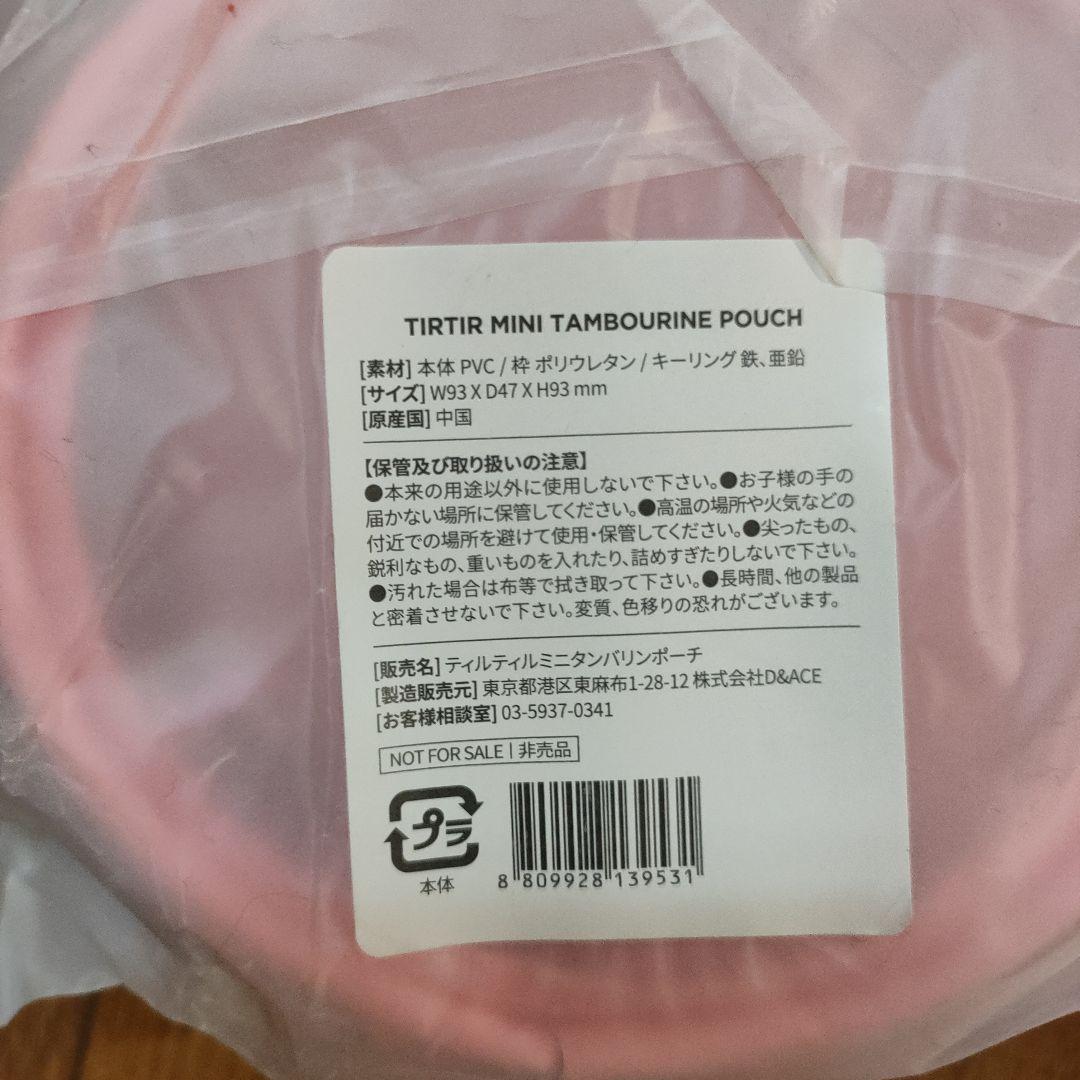 TIRTIR MINI TAMBOURINE POUCH
[素材] 本体 PVC / 枠 ポリウレタン / キーリング 鉄、亜鉛
[サイズ] W93 X D47 X H93 mm
[原産国] 中国
【保管及び取り扱いの注意】
●本来の用途以外に使用しないで下さい。●お子様の手の
届かない場所に保管してください。●高温の場所や火気などの
付近での場所を避けて使用・保管してください。●尖ったもの、
鋭利なもの、重いものを入れたり、詰めすぎたりしないで下さい。
●汚れた場合は布等で拭き取って下さい。●長時間、他の製品
と密着させないで下さい。変質、色移りの恐れがございます。
[販売名] ティルティルミニタンバリンポーチ
[製造販売元] 東京都港区東麻布1-28-12 株式会社D&ACE
[お客様相談室] 03-5937-0341
NOT FOR SALE | 非売品
プラ
本体
8 809928 139531